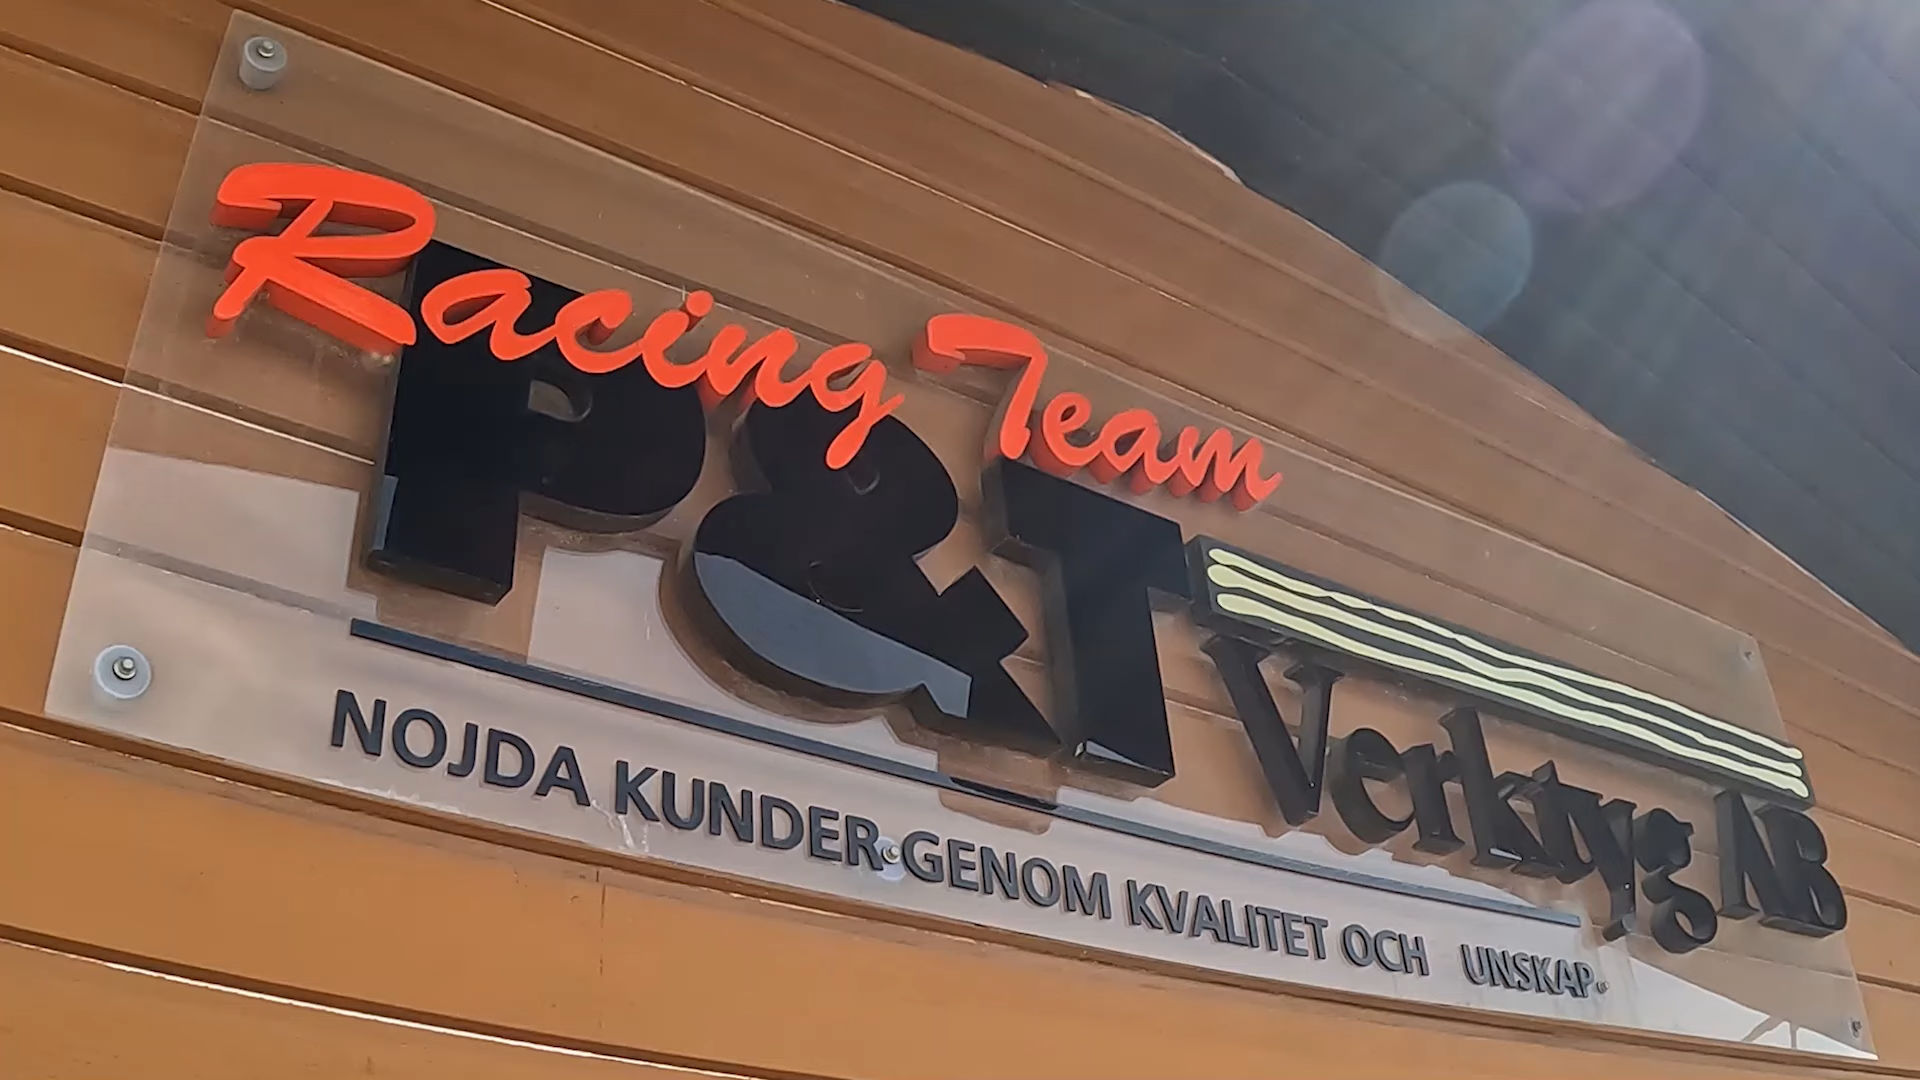 Racing Team
P&T Verktyg AB
NOJDA KUNDER GENOM KVALITET OCH UNSKAP